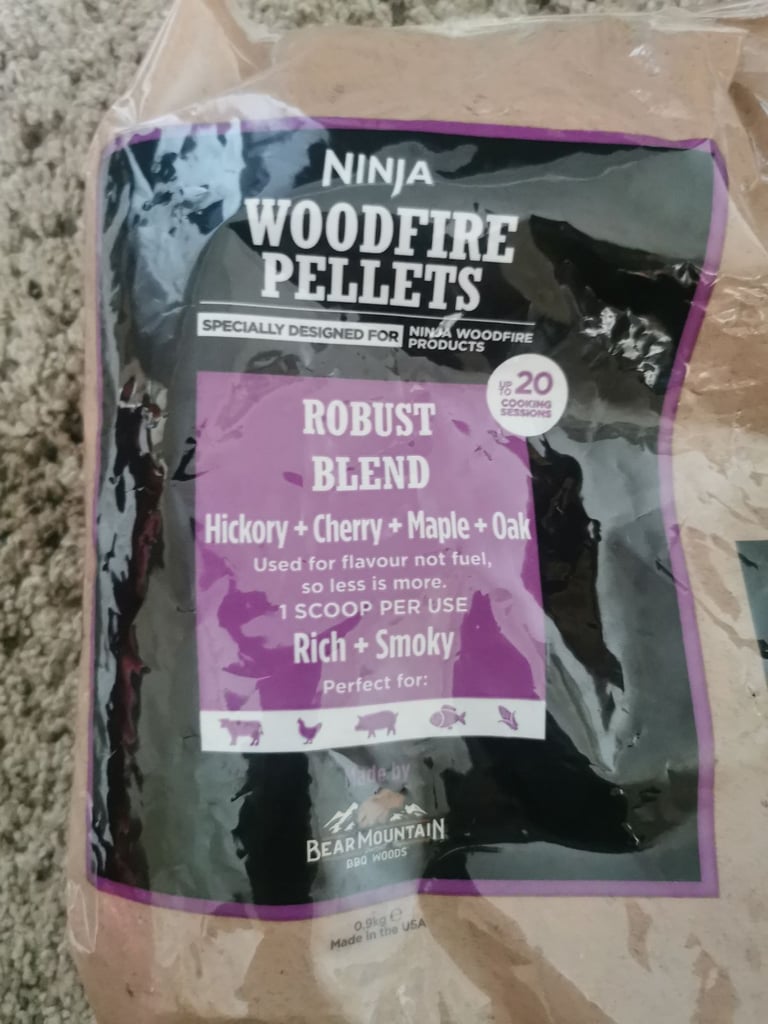 NINJA
WOODFIRE
PELLETS
SPECIALLY DESIGNED FOR NINJA WOODFIRE
PRODUCTS
UP TO 20
COOKING
SESSIONS
ROBUST
BLEND
Hickory + Cherry + Maple + Oak
Used for flavour not fuel,
so less is more.
1 SCOOP PER USE
Rich + Smoky
Perfect for:
Made by
BEAR MOUNTAIN
BBQ WOODS
0.9kg ℮
Made in the USA